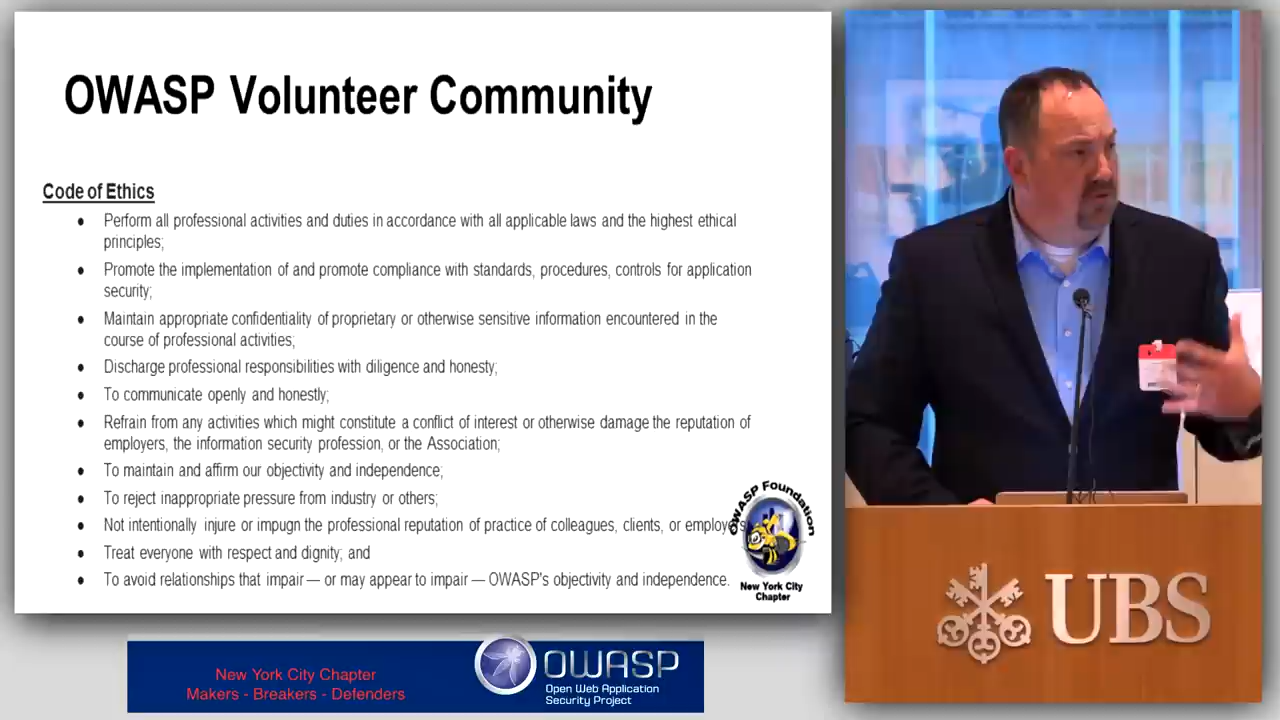 OWASP Volunteer Community
Code of Ethics
● Perform all professional activities and duties in accordance with all applicable laws and the highest ethical
principles;
● Promote the implementation of and promote compliance with standards, procedures, controls for application
security;
● Maintain appropriate confidentiality of proprietary or otherwise sensitive information encountered in the
course of professional activities;
● Discharge professional responsibilities with diligence and honesty;
● To communicate openly and honestly;
● Refrain from any activities which might constitute a conflict of interest or otherwise damage the reputation of
employers, the information security profession, or the Association;
● To maintain and affirm our objectivity and independence;
● To reject inappropriate pressure from industry or others;
● Not intentionally injure or impugn the professional reputation of practice of colleagues, clients, or
● Treat everyone with respect and dignity; and
● To avoid relationships that impair — or may appear to impair — OWASP's objectivity and independence.
OWASP Foundation
New York City
Chapter
New York City Chapter
Makers - Breakers - Defenders
OWASP
Open Web Application
Security Project
UBS